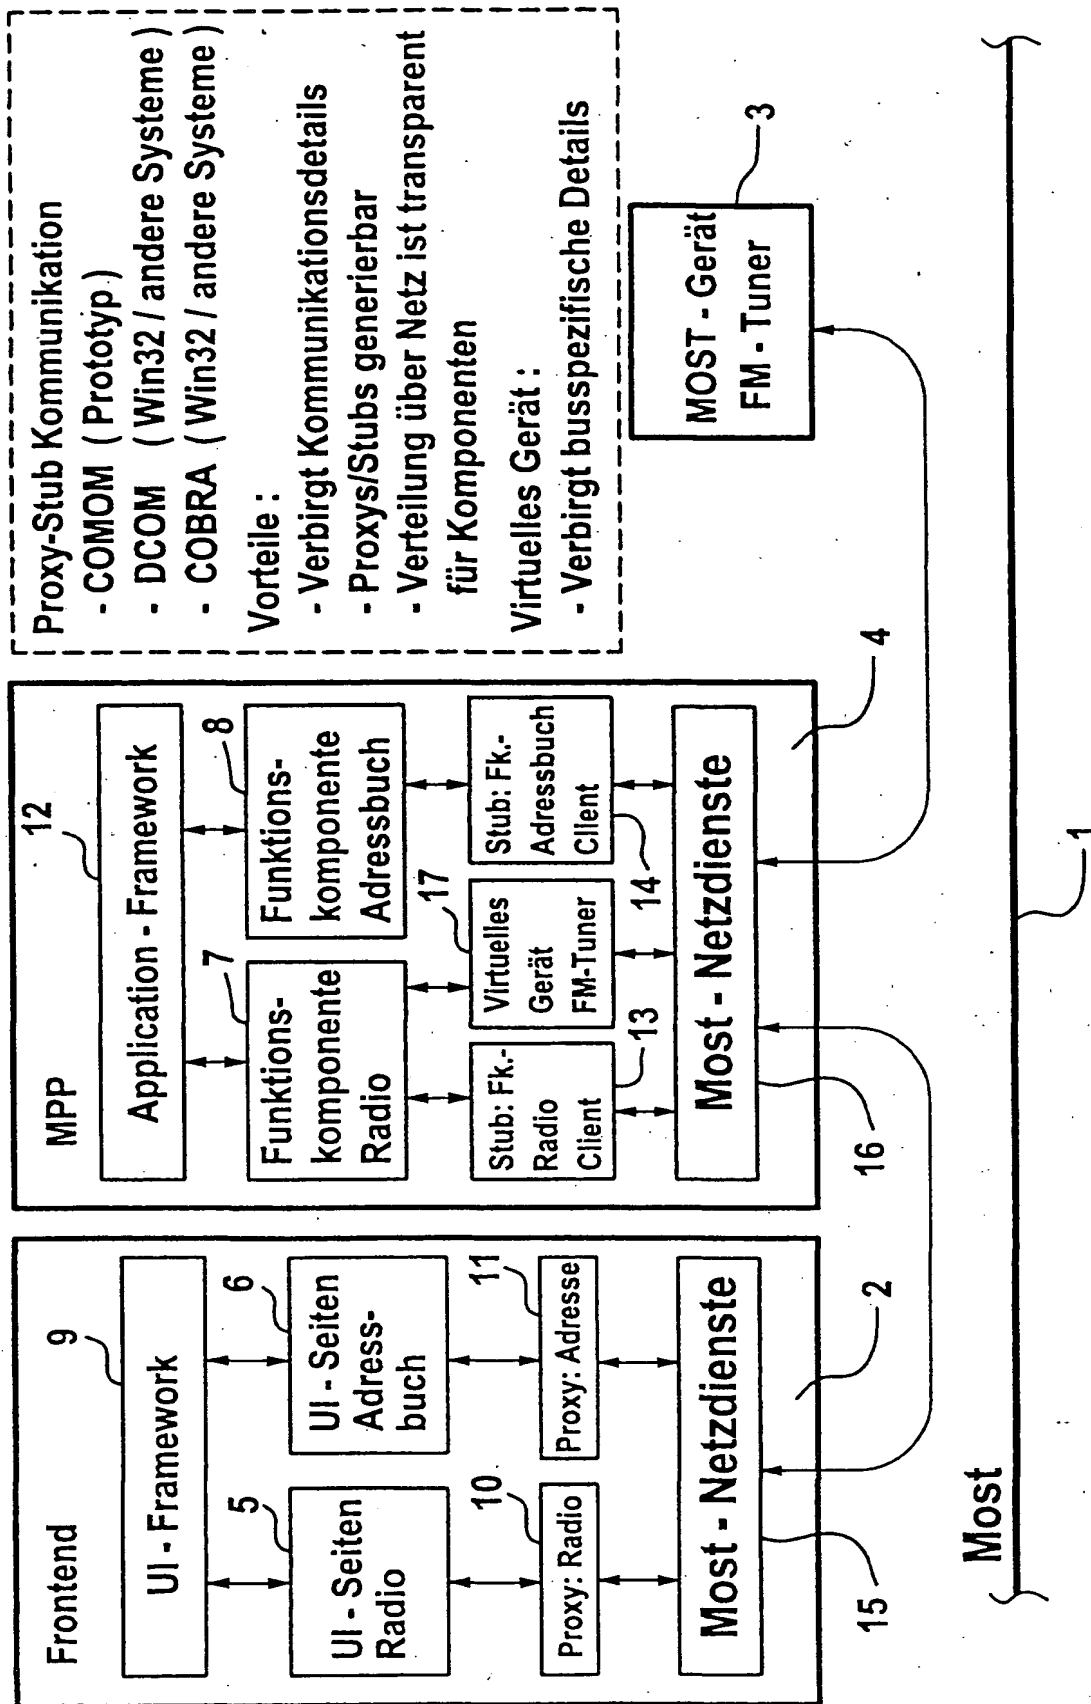 Frontend
9
UI - Framework
5
UI - Seiten
Radio
6
UI - Seiten
Adress-
buch
10
Proxy: Radio
11
Proxy: Adresse
Most - Netzdienste
15
2
MPP
12
Application - Framework
7
Funktions-
komponente
Radio
8
Funktions-
komponente
Adressbuch
17
Stub: Fk.-
Radio
Client
13
Virtuelles
Gerät
FM-Tuner
Stub: Fk.-
Adressbuch
Client
14
Most - Netzdienste
16
4
Proxy-Stub Kommunikation
- COMOM ( Prototyp )
- DCOM ( Win32 / andere Systeme )
- COBRA ( Win32 / andere Systeme )
Vorteile :
- Verbirgt Kommunikationsdetails
- Proxys/Stubs generierbar
- Verteilung über Netz ist transparent
für Komponenten
Virtuelles Gerät :
- Verbirgt busspezifische Details
MOST - Gerät
FM - Tuner
3
Most
1